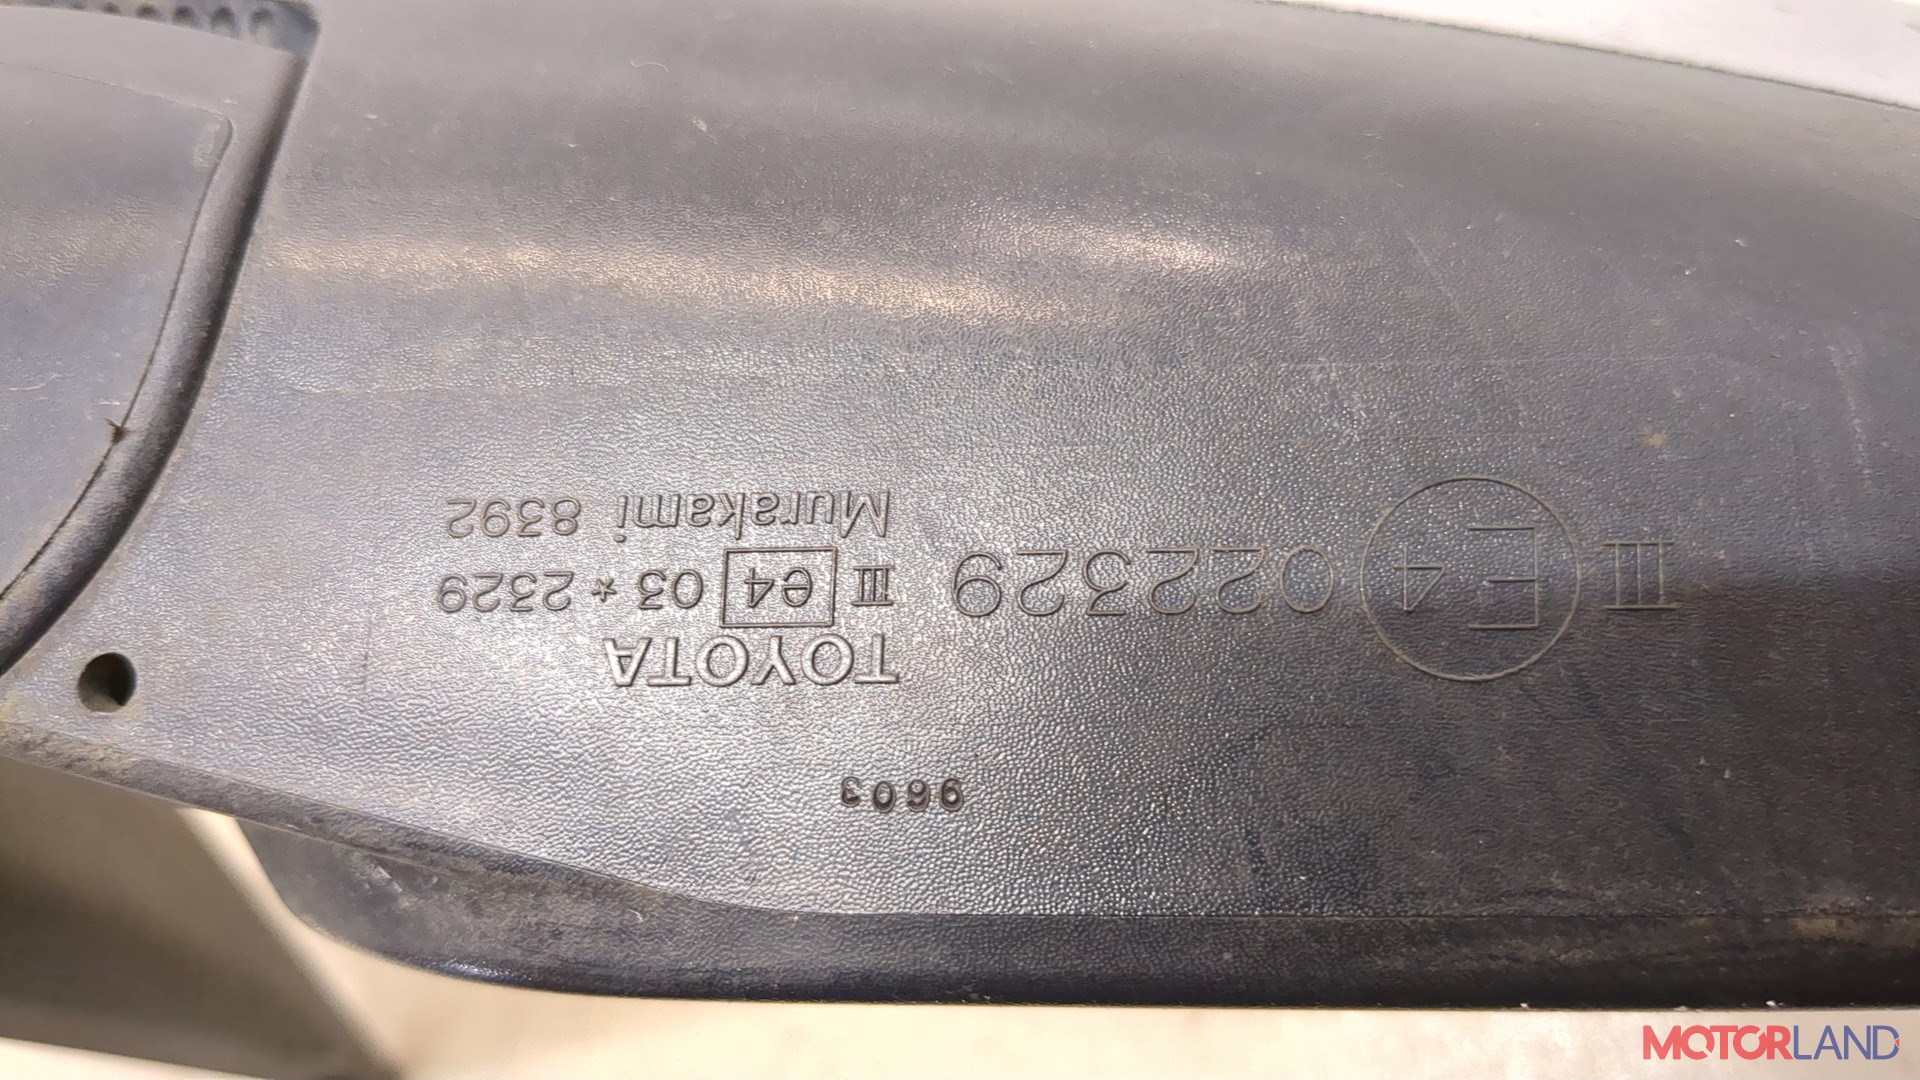 9603
TOYOTA
III E4 022329
III e4 03*2329
Murakami 8392
MOTORLAND